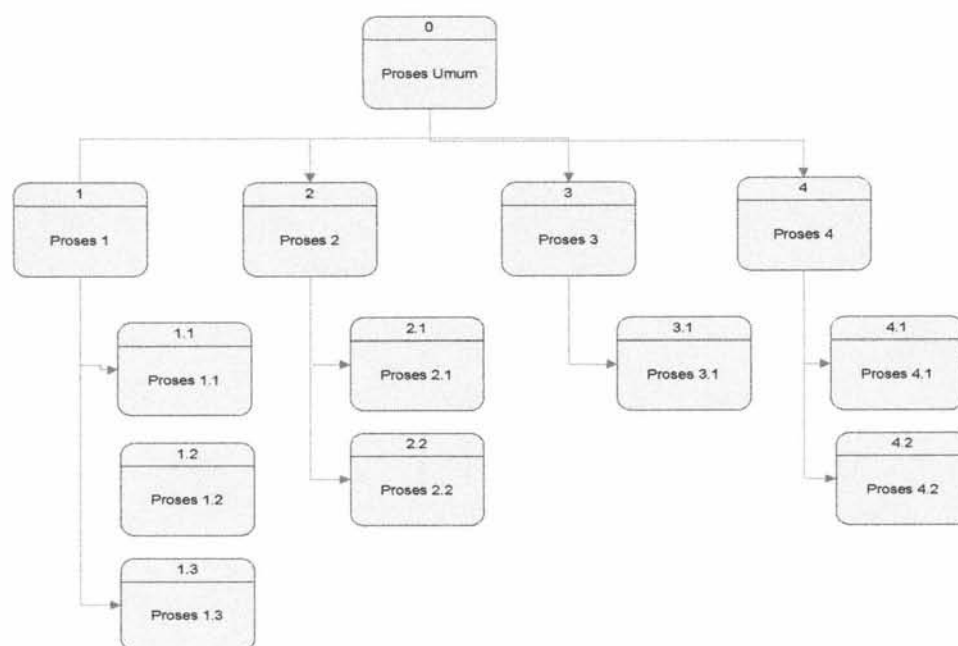 0
Proses Umum
1
Proses 1
2
Proses 2
3
Proses 3
4
Proses 4
1.1
Proses 1.1
2.1
Proses 2.1
3.1
Proses 3.1
4.1
Proses 4.1
1.2
Proses 1.2
2.2
Proses 2.2
4.2
Proses 4.2
1.3
Proses 1.3